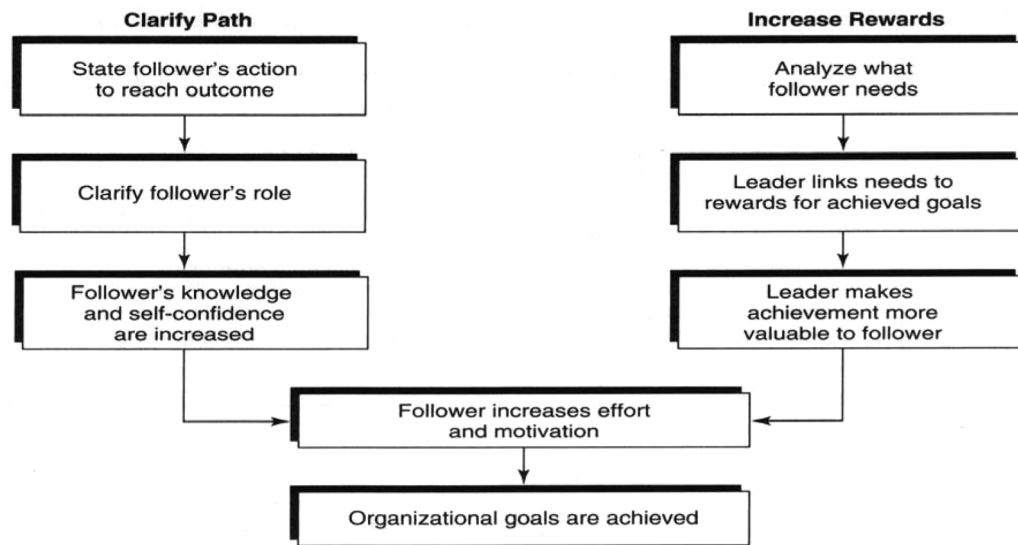 Clarify Path
State follower's action
to reach outcome
Clarify follower's role
Follower's knowledge
and self-confidence
are increased
Increase Rewards
Analyze what
follower needs
Leader links needs to
rewards for achieved goals
Leader makes
achievement more
valuable to follower
Follower increases effort
and motivation
Organizational goals are achieved